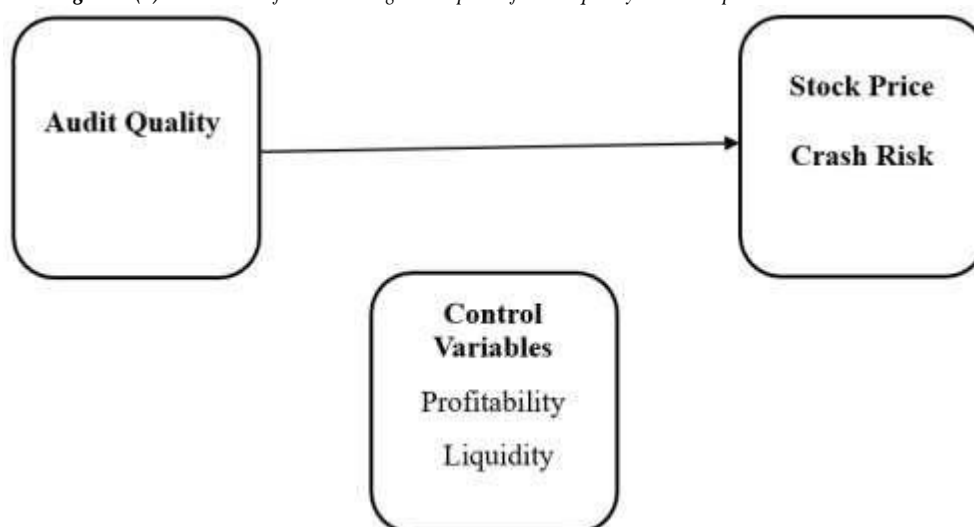 Audit Quality
Stock Price
Crash Risk
Control
Variables
Profitability
Liquidity